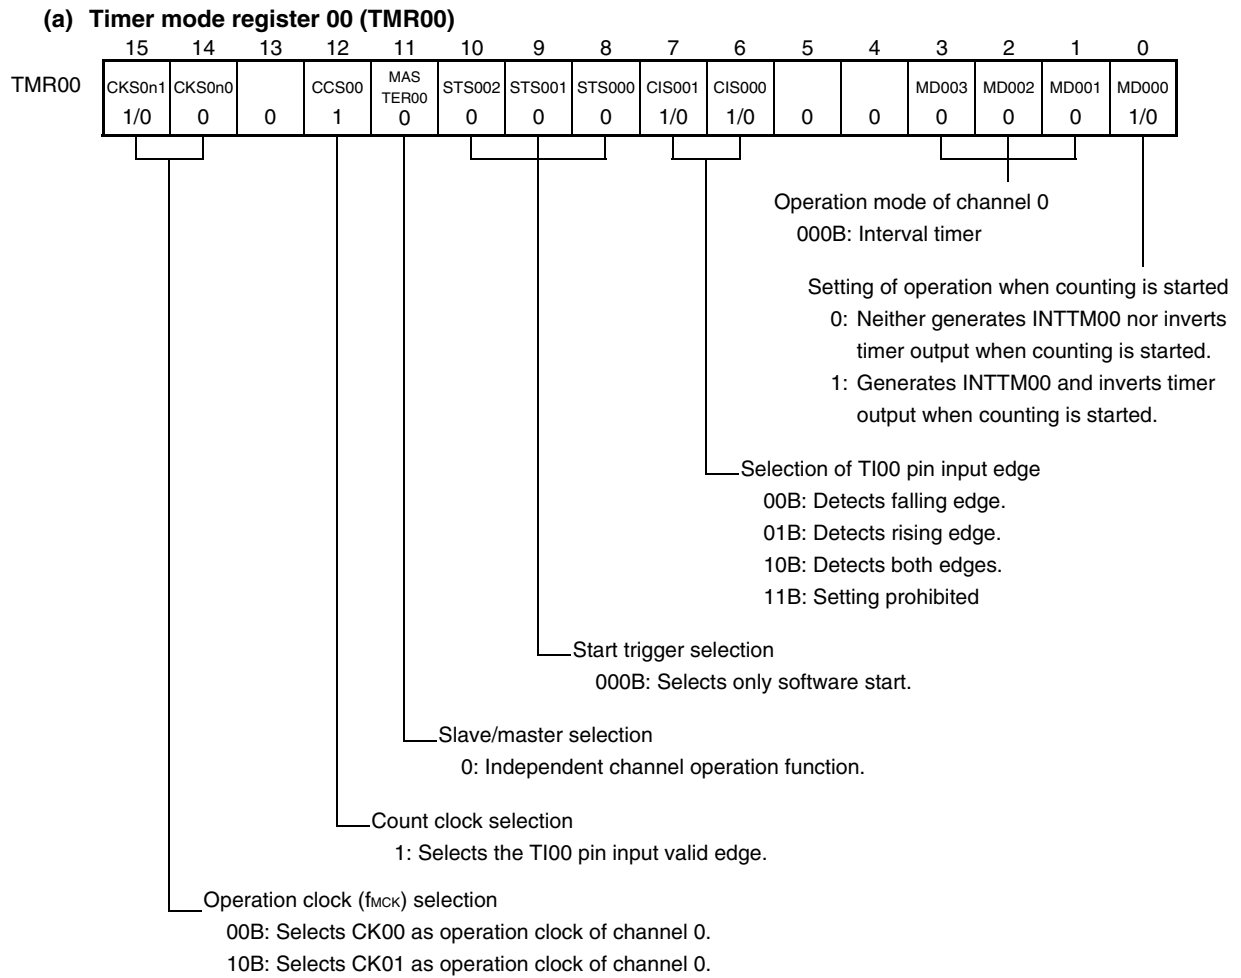 (a) Timer mode register 00 (TMR00)
15 14 13 12 11 10 9 8 7 6 5 4 3 2 1 0
TMR00 CKS0n1 CKS0n0 CCS00 MAS TER00 STS002 STS001 STS000 CIS001 CIS000 MD003 MD002 MD001 MD000
1/0 0 0 1 0 0 0 0 1/0 1/0 0 0 0 0 0 1/0
Operation mode of channel 0
000B: Interval timer
Setting of operation when counting is started
0: Neither generates INTTM00 nor inverts
timer output when counting is started.
1: Generates INTTM00 and inverts timer
output when counting is started.
Selection of TI00 pin input edge
00B: Detects falling edge.
01B: Detects rising edge.
10B: Detects both edges.
11B: Setting prohibited
Start trigger selection
000B: Selects only software start.
Slave/master selection
0: Independent channel operation function.
Count clock selection
1: Selects the TI00 pin input valid edge.
Operation clock (fMCK) selection
00B: Selects CK00 as operation clock of channel 0.
10B: Selects CK01 as operation clock of channel 0.